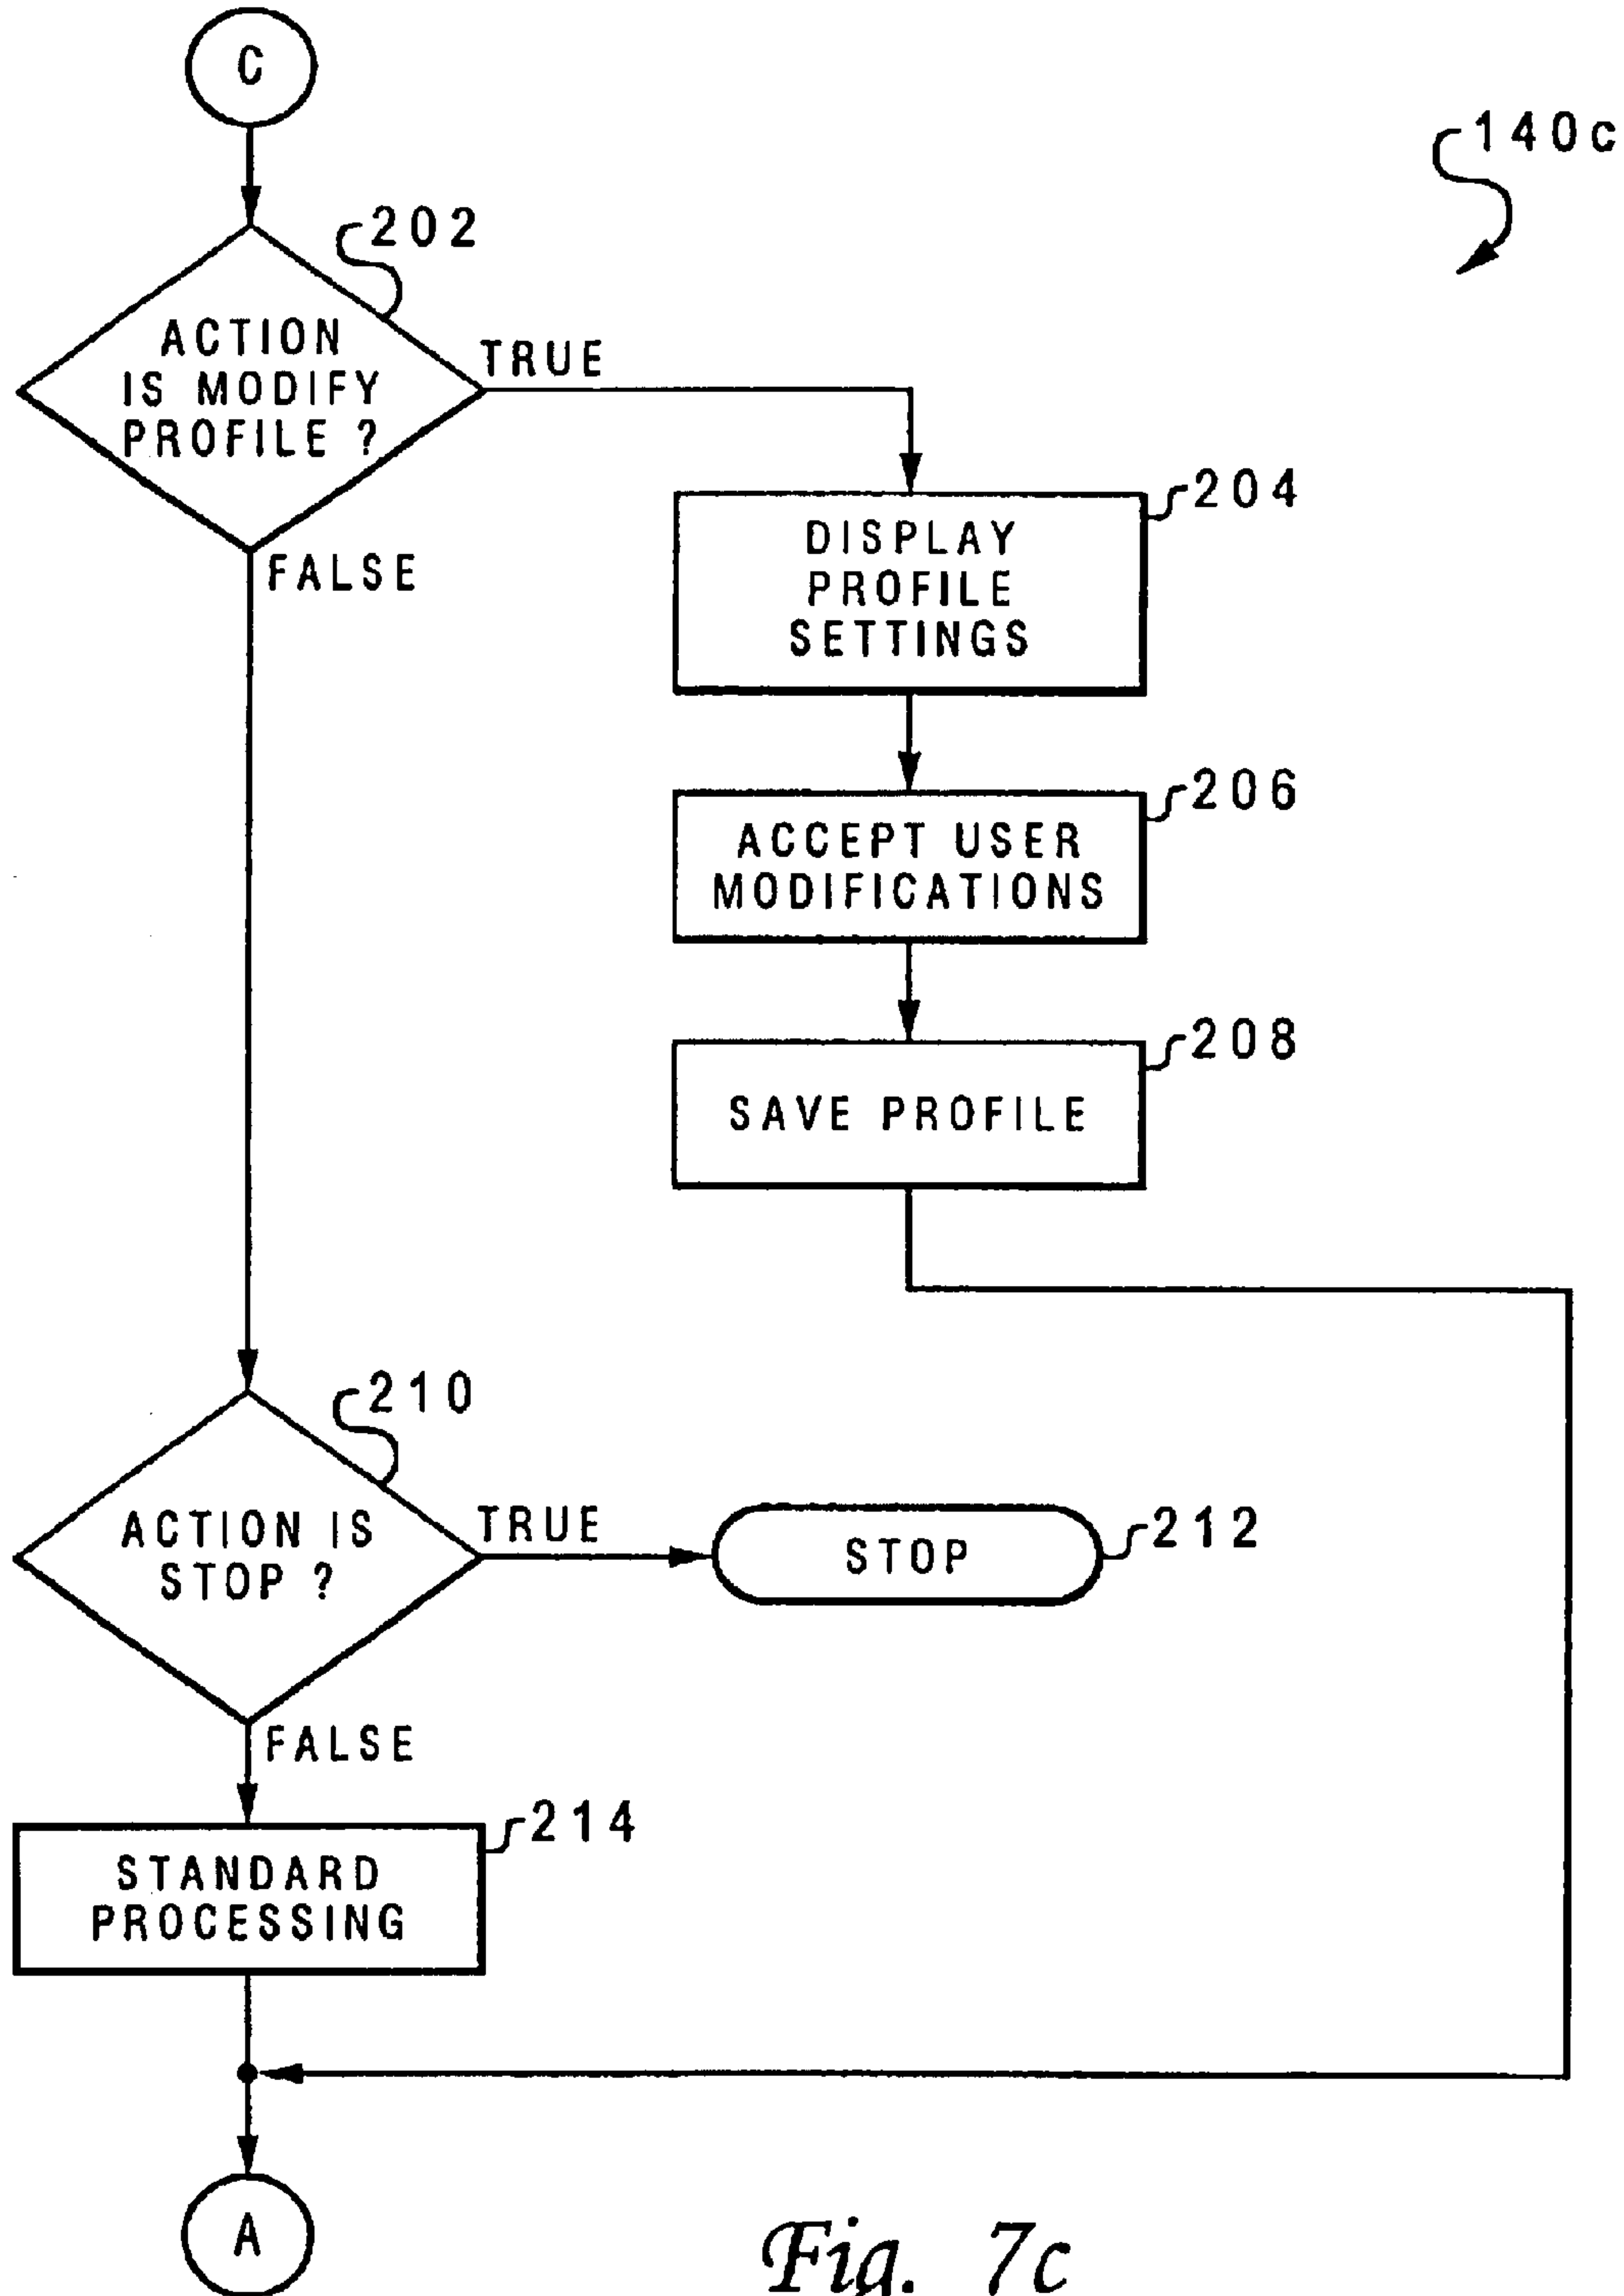 C
140c
202
ACTION
IS MODIFY
PROFILE ?
TRUE
FALSE
204
DISPLAY
PROFILE
SETTINGS
206
ACCEPT USER
MODIFICATIONS
208
SAVE PROFILE
210
ACTION IS
STOP ?
TRUE
STOP
212
FALSE
214
STANDARD
PROCESSING
A
Fig. 7c